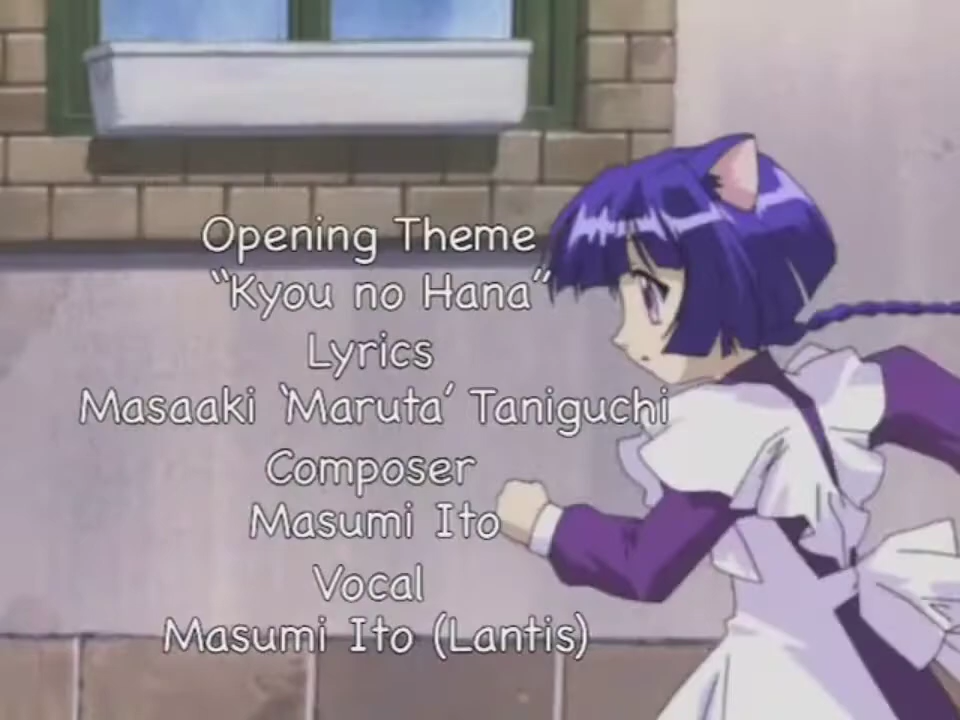 Opening Theme
“Kyou no Hana”
Lyrics
Masaaki ‘Maruta’ Taniguchi
Composer
Masumi Ito
Vocal
Masumi Ito (Lantis)